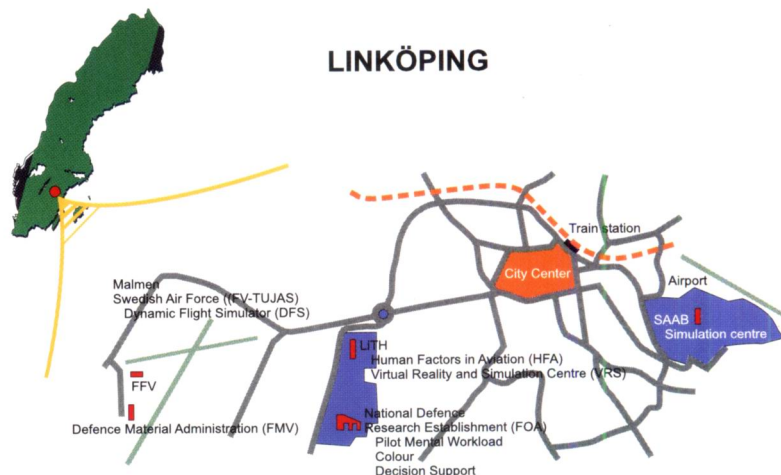 LINKÖPING
Train station
City Center
Airport
SAAB
Simulation centre
Malmen
Swedish Air Force ((FV-TUJAS)
Dynamic Flight Simulator (DFS)
FFV
Defence Material Administration (FMV)
LiTH
Human Factors in Aviation (HFA)
Virtual Reality and Simulation Centre (VRS)
National Defence
Research Establishment (FOA)
Pilot Mental Workload
Colour
Decision Support